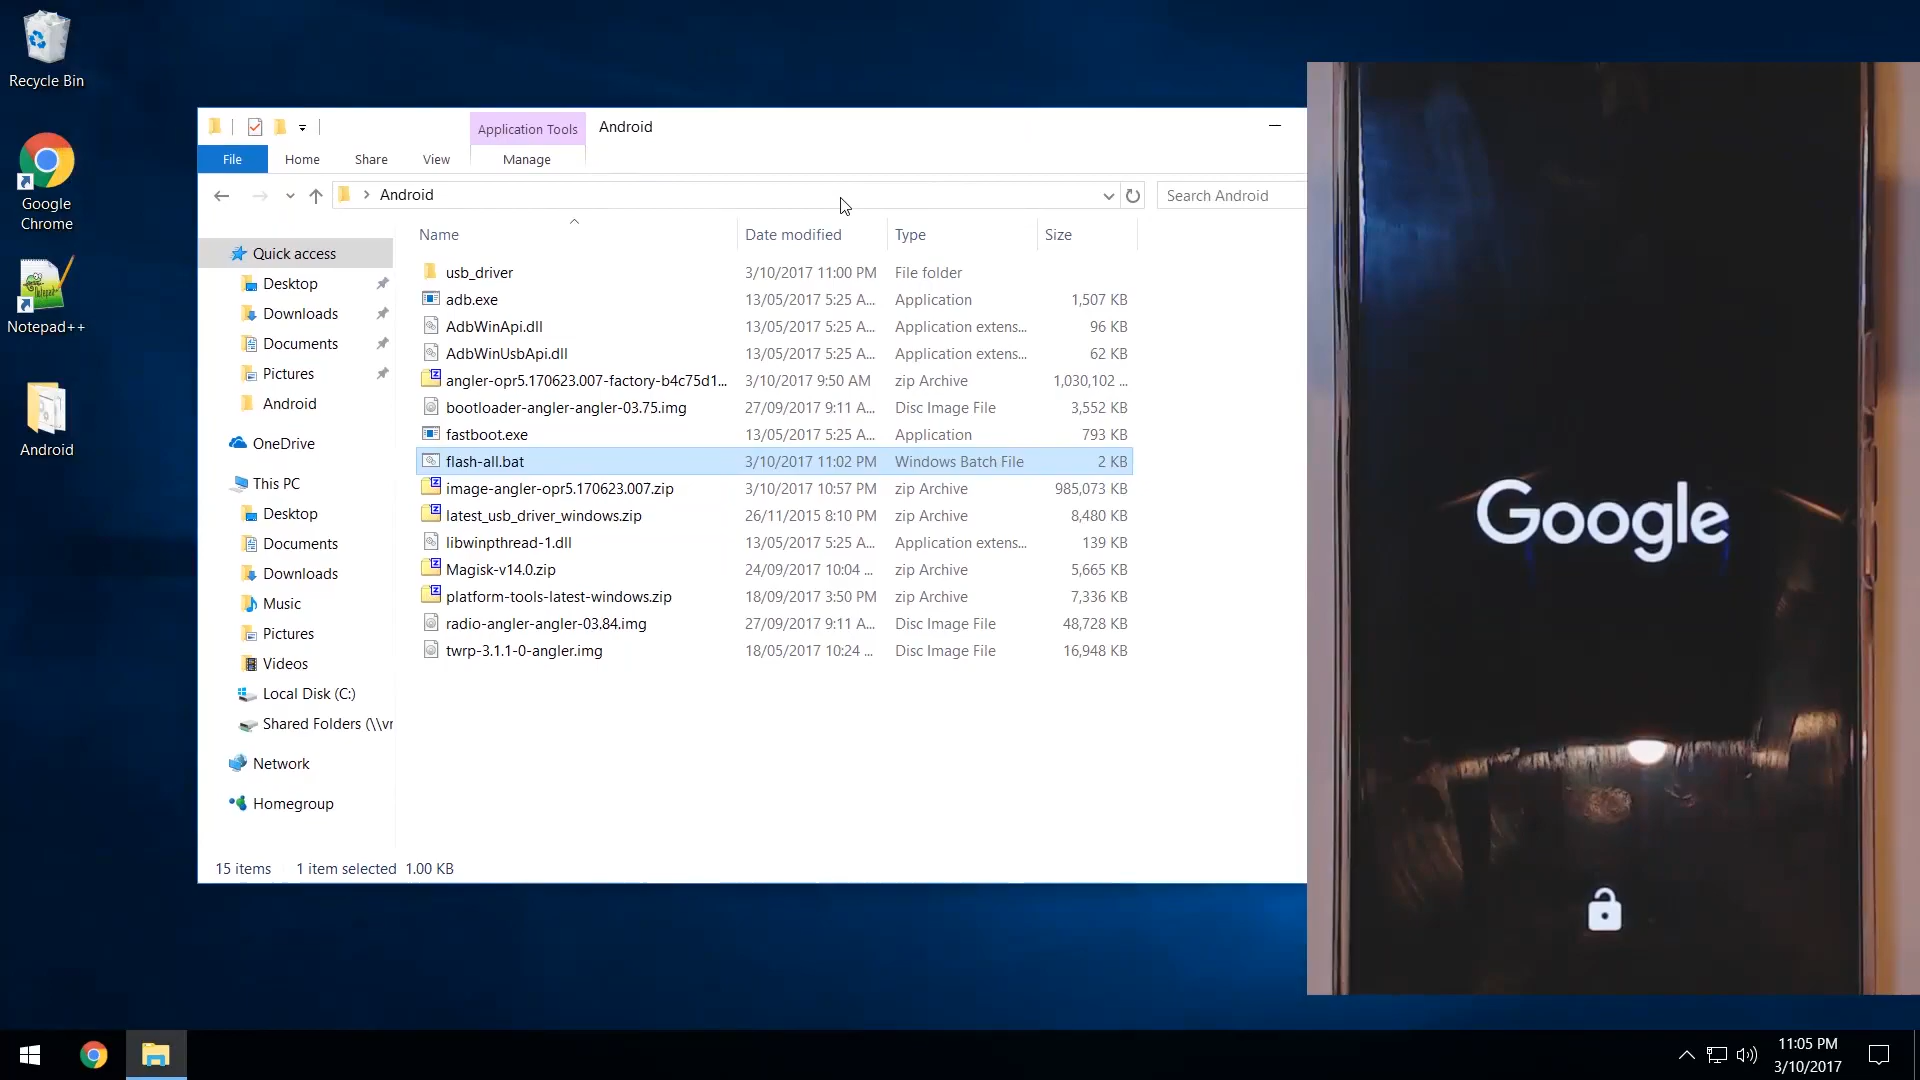 Recycle Bin
Google
Chrome
Notepad++
Android
Application Tools
Android
File
Home
Share
View
Manage
Android
Search Android
Quick access
Desktop
Downloads
Documents
Pictures
Android
OneDrive
This PC
Desktop
Documents
Downloads
Music
Pictures
Videos
Local Disk (C:)
Shared Folders (\\vr
Network
Homegroup
Name Date modified Type Size
usb_driver 3/10/2017 11:00 PM File folder
adb.exe 13/05/2017 5:25 A... Application 1,507 KB
AdbWinApi.dll 13/05/2017 5:25 A... Application extens... 96 KB
AdbWinUsbApi.dll 13/05/2017 5:25 A... Application extens... 62 KB
angler-opr5.170623.007-factory-b4c75d1... 3/10/2017 9:50 AM zip Archive 1,030,102 ...
bootloader-angler-angler-03.75.img 27/09/2017 9:11 A... Disc Image File 3,552 KB
fastboot.exe 13/05/2017 5:25 A... Application 793 KB
flash-all.bat 3/10/2017 11:02 PM Windows Batch File 2 KB
image-angler-opr5.170623.007.zip 3/10/2017 10:57 PM zip Archive 985,073 KB
latest_usb_driver_windows.zip 26/11/2015 8:10 PM zip Archive 8,480 KB
libwinpthread-1.dll 13/05/2017 5:25 A... Application extens... 139 KB
Magisk-v14.0.zip 24/09/2017 10:04 ... zip Archive 5,665 KB
platform-tools-latest-windows.zip 18/09/2017 3:50 PM zip Archive 7,336 KB
radio-angler-angler-03.84.img 27/09/2017 9:11 A... Disc Image File 48,728 KB
twrp-3.1.1-0-angler.img 18/05/2017 10:24 ... Disc Image File 16,948 KB
15 items 1 item selected 1.00 KB
Google
11:05 PM
3/10/2017